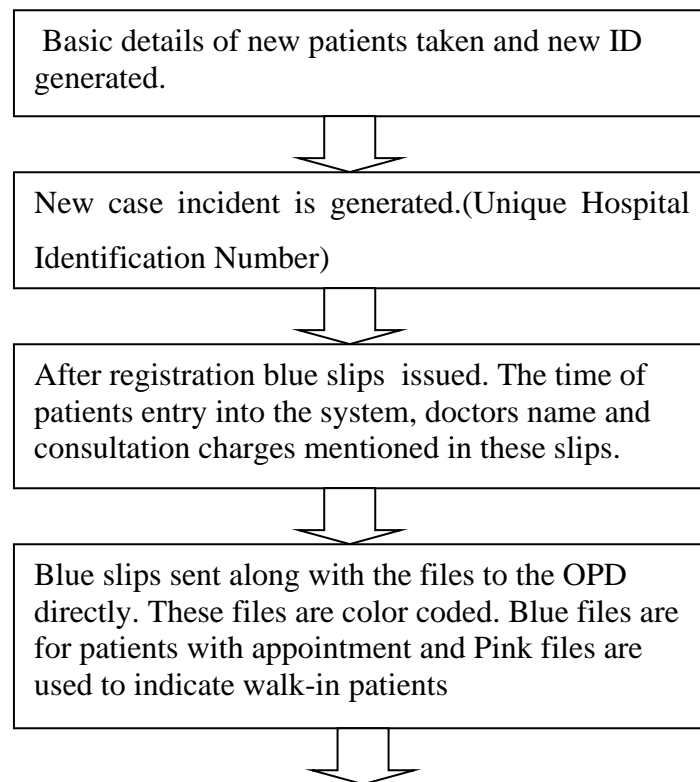 Basic details of new patients taken and new ID
generated.
New case incident is generated.(Unique Hospital
Identification Number)
After registration blue slips issued. The time of
patients entry into the system, doctors name and
consultation charges mentioned in these slips.
Blue slips sent along with the files to the OPD
directly. These files are color coded. Blue files are
for patients with appointment and Pink files are
used to indicate walk-in patients